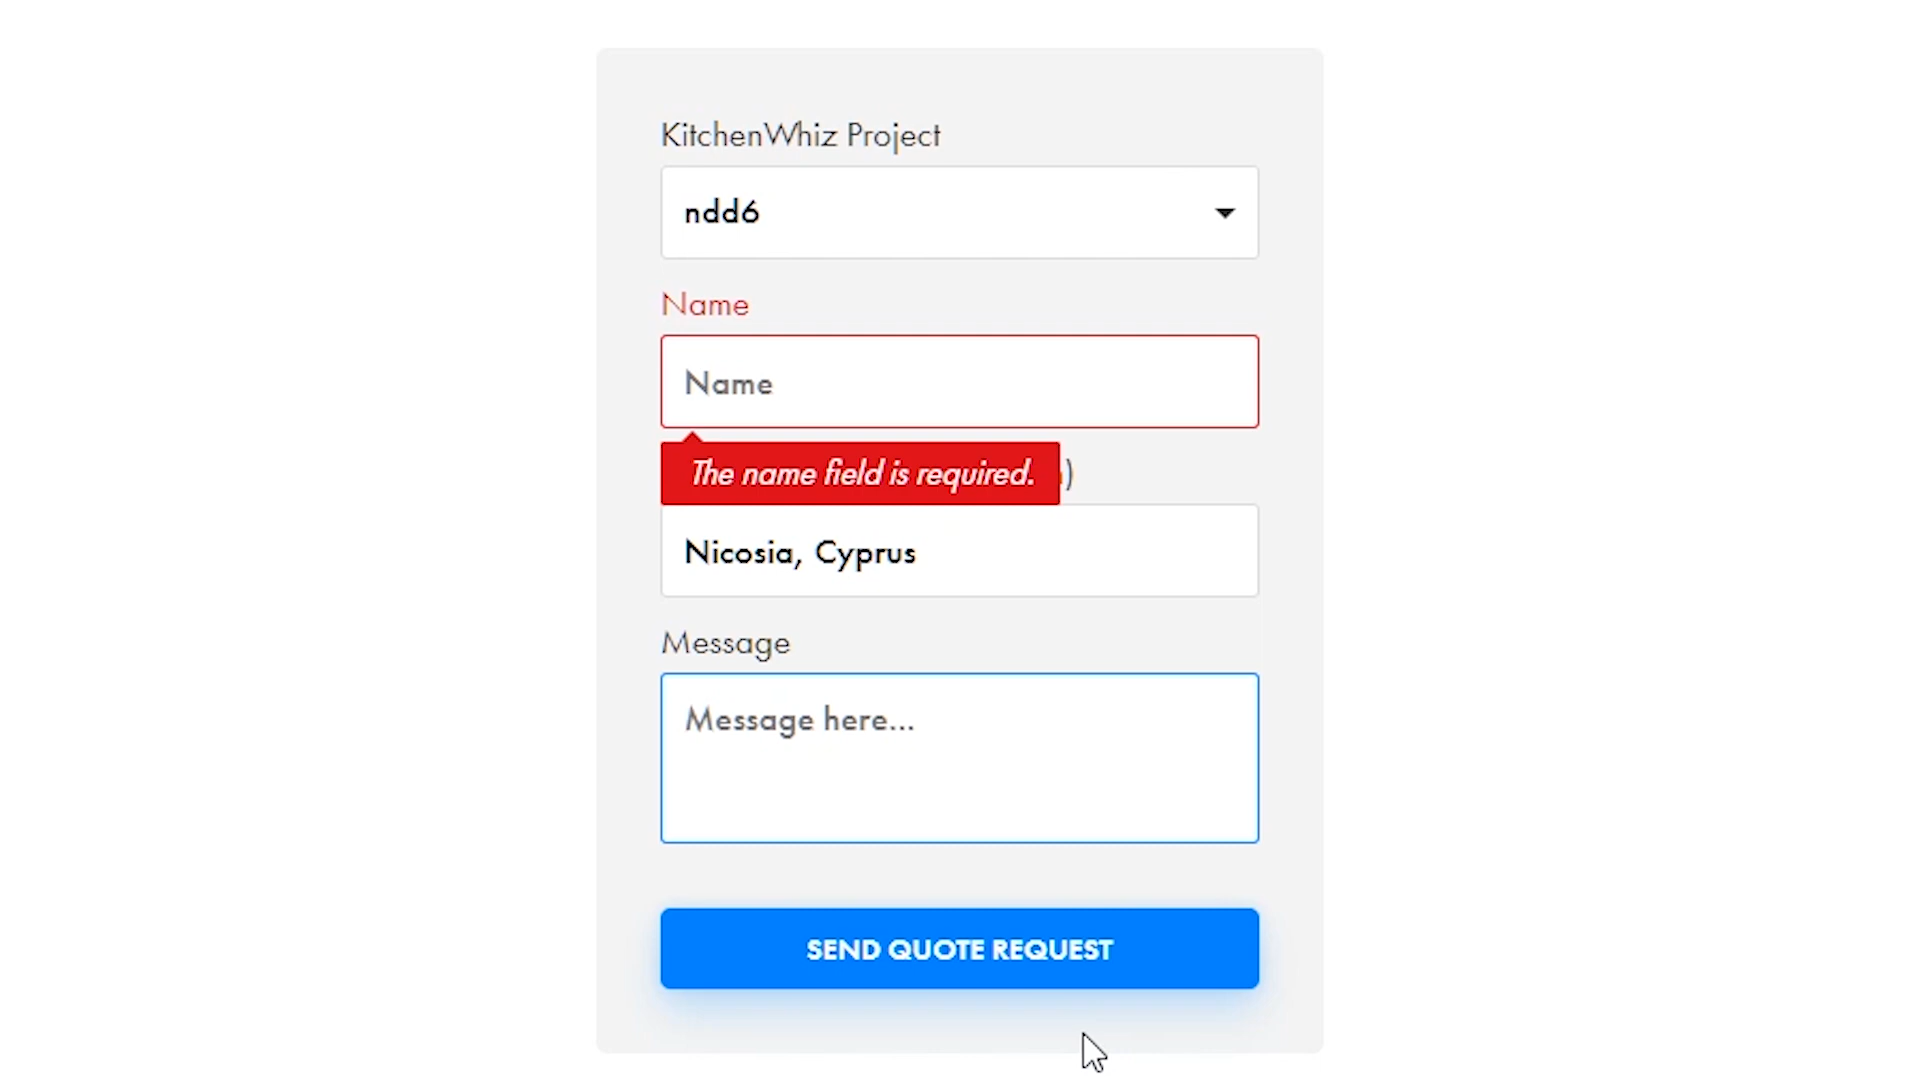 KitchenWhiz Project
ndd6
Name
Name
The name field is required.
)
Nicosia, Cyprus
Message
Message here...
SEND QUOTE REQUEST